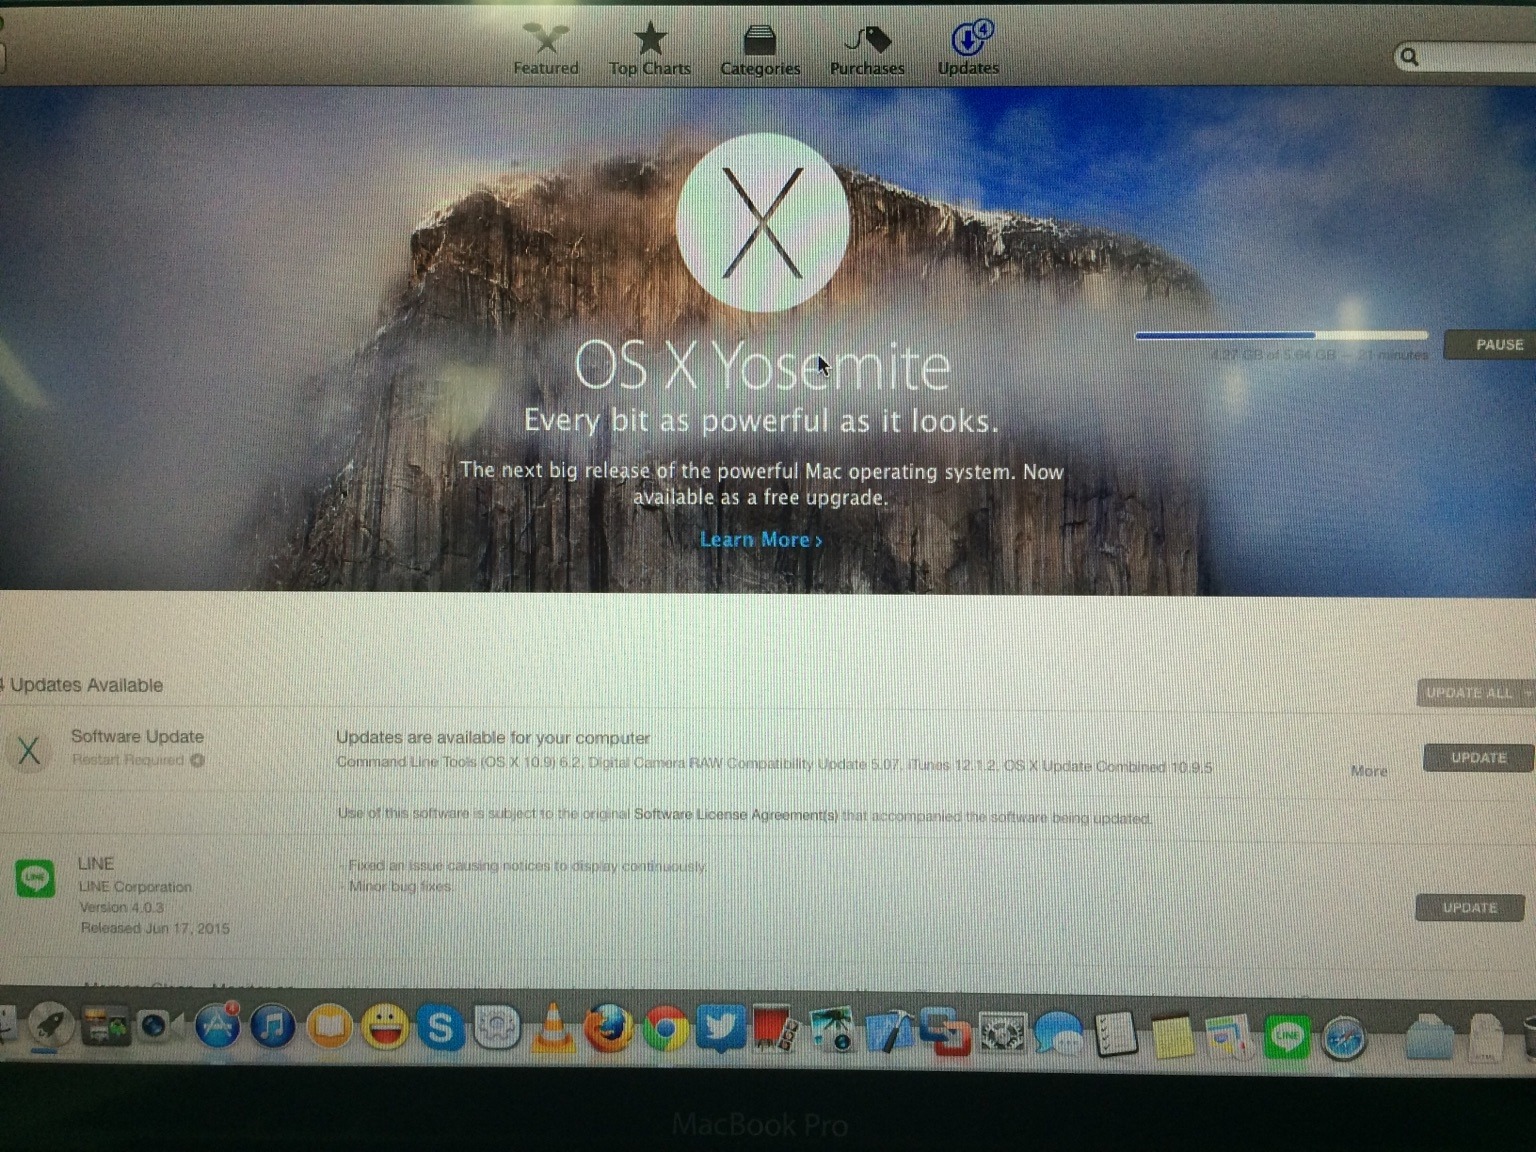 Featured
Top Charts
Categories
Purchases
Updates
4
OS X Yosemite
Every bit as powerful as it looks.
The next big release of the powerful Mac operating system. Now
available as a free upgrade.
Learn More ›
4.27 GB of 5.64 GB — 21 minutes
PAUSE
4 Updates Available
UPDATE ALL
Software Update
Restart Required
Updates are available for your computer
Command Line Tools (OS X 10.9) 6.2, Digital Camera RAW Compatibility Update 5.07, iTunes 12.1.2, OS X Update Combined 10.9.5
More
UPDATE
Use of this software is subject to the original Software License Agreement(s) that accompanied the software being updated.
LINE
LINE Corporation
Version 4.0.3
Released Jun 17, 2015
- Fixed an issue causing notices to display continuously.
- Minor bug fixes.
UPDATE
LINE
LINE
MacBook Pro